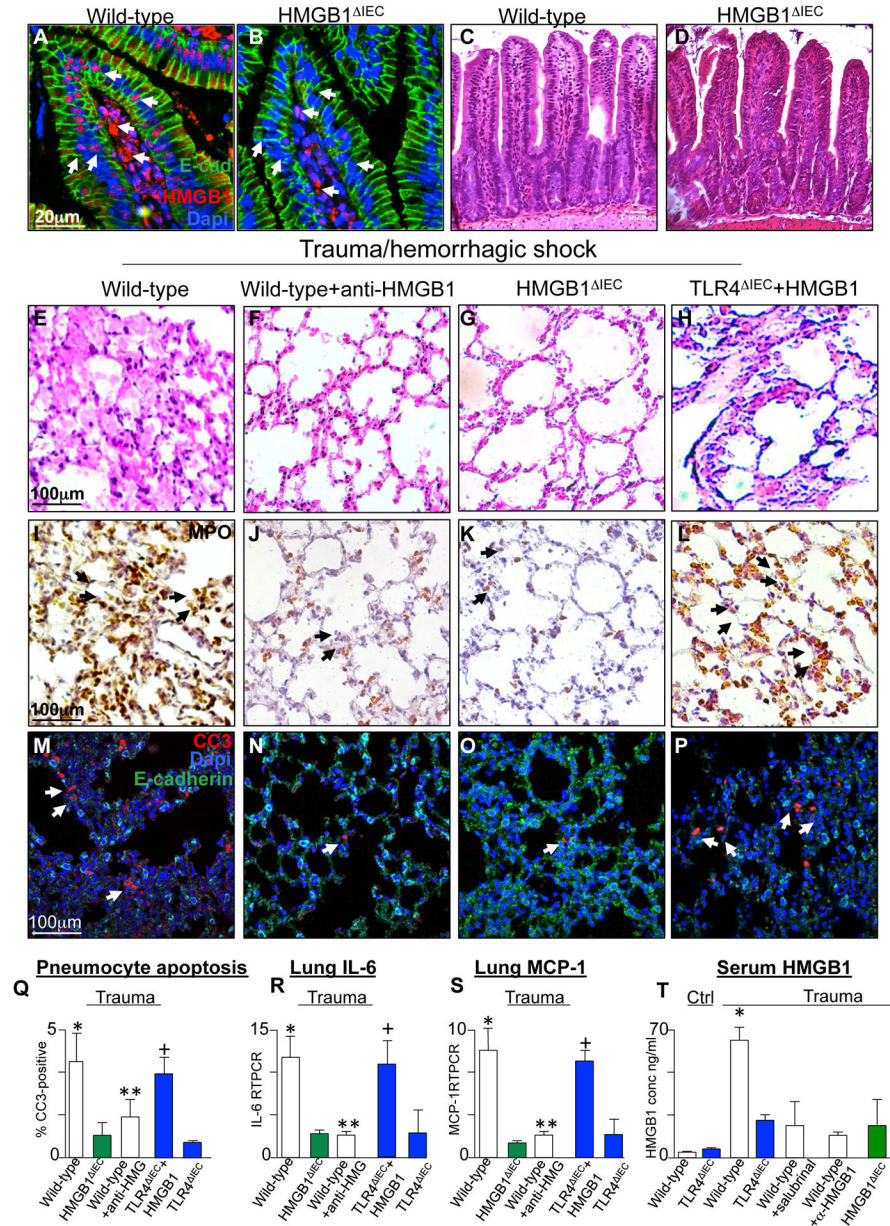 Wild-type HMGB1ΔIEC Wild-type HMGB1ΔIEC
A B C D
E-cad
HMGB1
Dapi
20µm
Trauma/hemorrhagic shock
Wild-type Wild-type+anti-HMGB1 HMGB1ΔIEC TLR4ΔIEC+HMGB1
E F G H
100µm
I MPO J K L
100µm
M CC3 N O P
Dapi
E-cadherin
100µm
Pneumocyte apoptosis Lung IL-6 Lung MCP-1 Serum HMGB1
Q R S T
Trauma Trauma Trauma Ctrl Trauma
5 15 10 70
* ** +
* ** +
* ** +
*
% CC3-positive
IL-6 RTPCR
MCP-1RTPCR
HMGB1 conc ng/ml
0 0 0 0
Wild-type
HMGB1ΔIEC
Wild-type
+anti-HMG
TLR4ΔIEC+
HMGB1
TLR4ΔIEC
Wild-type
HMGB1ΔIEC
Wild-type
+anti-HMG
TLR4ΔIEC+
HMGB1
TLR4ΔIEC
Wild-type
HMGB1ΔIEC
Wild-type
+anti-HMG
TLR4ΔIEC+
HMGB1
TLR4ΔIEC
Wild-type
TLR4ΔIEC
Wild-type
TLR4ΔIEC
Wild-type
+salubrinal
Wild-type
+α-HMGB1
HMGB1ΔIEC